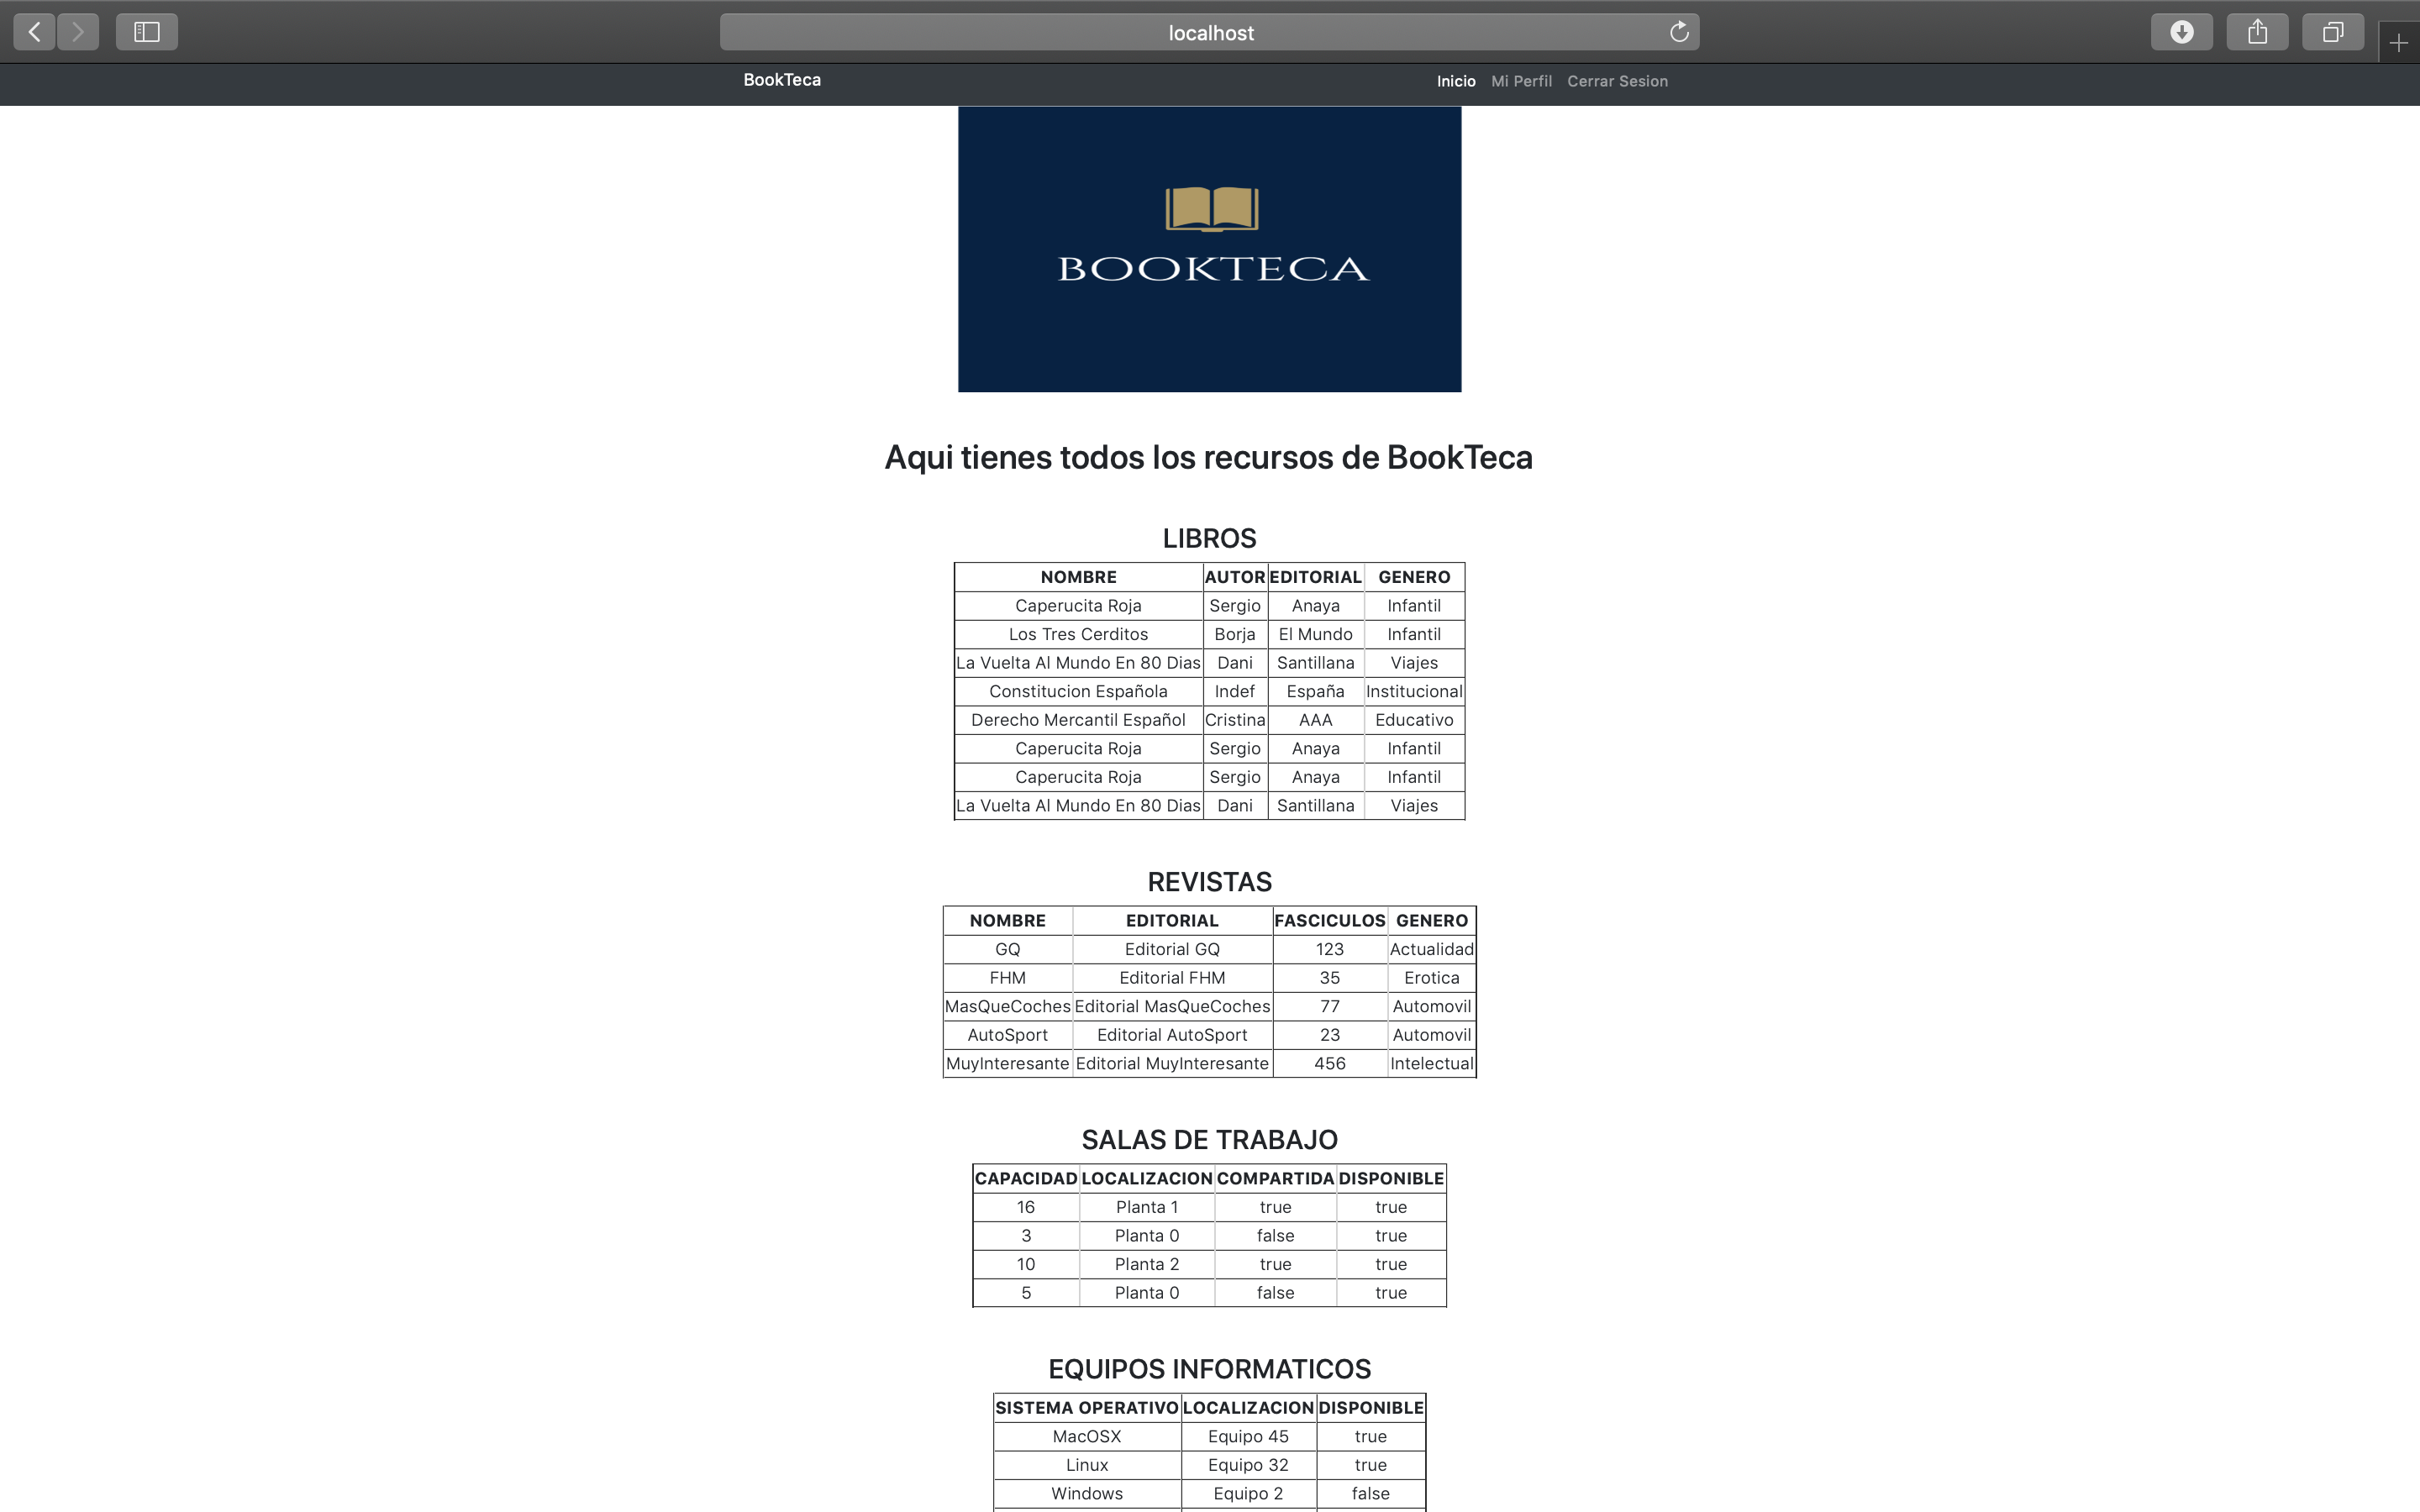 localhost
BookTeca Inicio Mi Perfil Cerrar Sesion
BOOKTECA
Aqui tienes todos los recursos de BookTeca
LIBROS
NOMBRE AUTOR EDITORIAL GENERO
Caperucita Roja Sergio Anaya Infantil
Los Tres Cerditos Borja El Mundo Infantil
La Vuelta Al Mundo En 80 Dias Dani Santillana Viajes
Constitucion Española Indef España Institucional
Derecho Mercantil Español Cristina AAA Educativo
Caperucita Roja Sergio Anaya Infantil
Caperucita Roja Sergio Anaya Infantil
La Vuelta Al Mundo En 80 Dias Dani Santillana Viajes
REVISTAS
NOMBRE EDITORIAL FASCICULOS GENERO
GQ Editorial GQ 123 Actualidad
FHM Editorial FHM 35 Erotica
MasQueCoches Editorial MasQueCoches 77 Automovil
AutoSport Editorial AutoSport 23 Automovil
MuyInteresante Editorial MuyInteresante 456 Intelectual
SALAS DE TRABAJO
CAPACIDAD LOCALIZACION COMPARTIDA DISPONIBLE
16 Planta 1 true true
3 Planta 0 false true
10 Planta 2 true true
5 Planta 0 false true
EQUIPOS INFORMATICOS
SISTEMA OPERATIVO LOCALIZACION DISPONIBLE
MacOSX Equipo 45 true
Linux Equipo 32 true
Windows Equipo 2 false